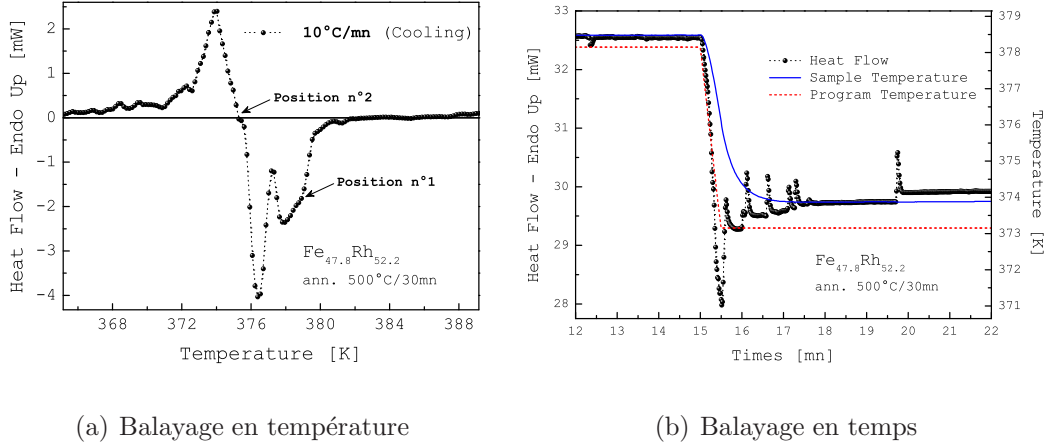 Heat Flow - Endo Up [mW]
2
1
0
-1
-2
-3
-4
10°C/mn (Cooling)
Position n°2
Position n°1
Fe47.8Rh52.2
ann. 500°C/30mn
368 372 376 380 384 388
Temperature [K]
(a) Balayage en température
Heat Flow - Endo Up [mW]
33
32
31
30
29
28
Heat Flow
Sample Temperature
Program Temperature
Fe47.8Rh52.2
ann. 500°C/30mn
379
378
377
376
375
374
373
372
371
Temperature [K]
12 13 14 15 16 17 18 19 20 21 22
Times [mn]
(b) Balayage en temps